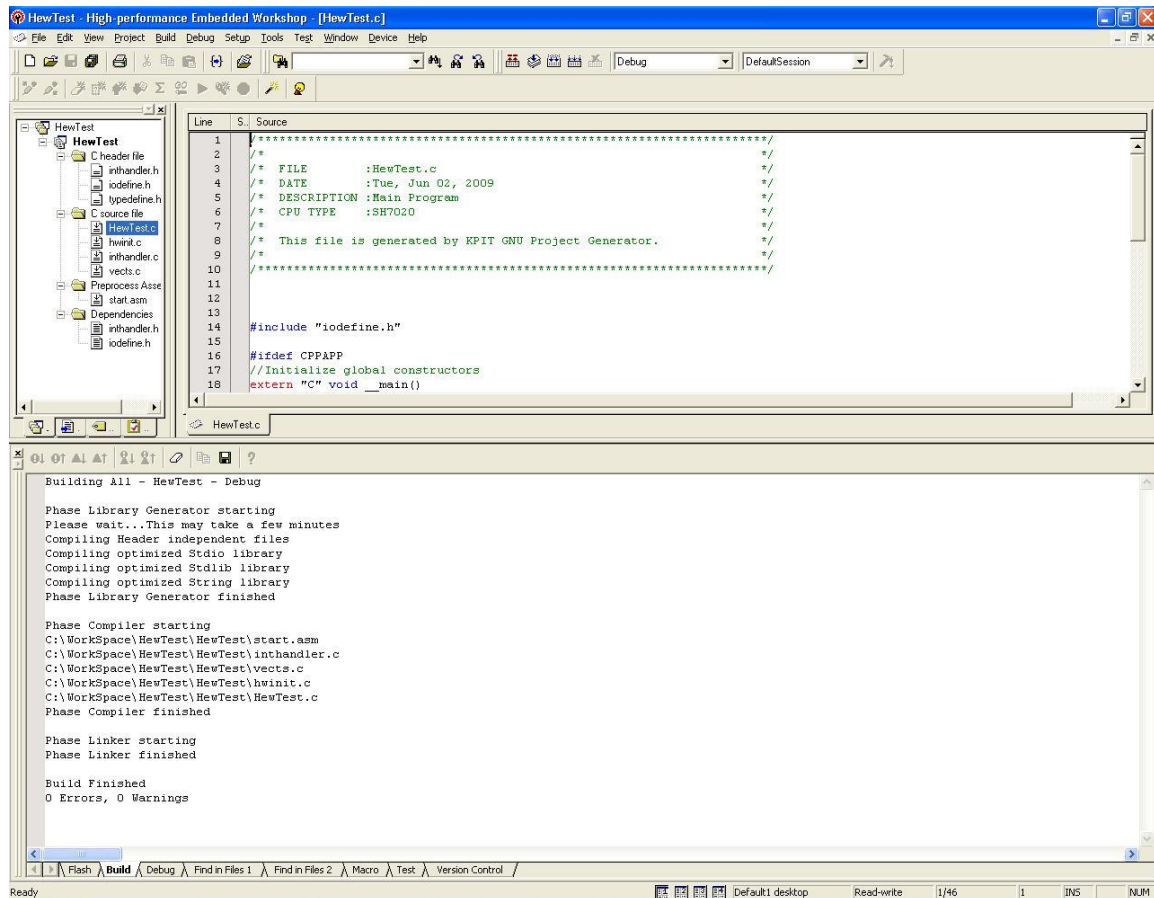 HewTest - High-performance Embedded Workshop - [HewTest.c]
File Edit View Project Build Debug Setup Tools Test Window Device Help
Debug DefaultSession
HewTest
HewTest
C header file
inthandler.h
iodefine.h
typedefine.h
C source file
HewTest.c
hwinit.c
inthandler.c
vects.c
Preprocess Asse
start.asm
Dependencies
inthandler.h
iodefine.h
Line S.. Source
1 /***********************************************************************/
2 /* */
3 /* FILE :HewTest.c */
4 /* DATE :Tue, Jun 02, 2009 */
5 /* DESCRIPTION :Main Program */
6 /* CPU TYPE :SH7020 */
7 /* */
8 /* This file is generated by KPIT GNU Project Generator. */
9 /* */
10 /***********************************************************************/
11
12
13
14 #include "iodefine.h"
15
16 #ifdef CPPAPP
17 //Initialize global constructors
18 extern "C" void __main()
HewTest.c
Building All - HewTest - Debug
Phase Library Generator starting
Please wait...This may take a few minutes
Compiling Header independent files
Compiling optimized Stdio library
Compiling optimized Stdlib library
Compiling optimized String library
Phase Library Generator finished
Phase Compiler starting
C:\WorkSpace\HewTest\HewTest\start.asm
C:\WorkSpace\HewTest\HewTest\inthandler.c
C:\WorkSpace\HewTest\HewTest\vects.c
C:\WorkSpace\HewTest\HewTest\hwinit.c
C:\WorkSpace\HewTest\HewTest\HewTest.c
Phase Compiler finished
Phase Linker starting
Phase Linker finished
Build Finished
0 Errors, 0 Warnings
Flash Build Debug Find in Files 1 Find in Files 2 Macro Test Version Control
Ready Default1 desktop Read-write 1/46 1 INS NUM